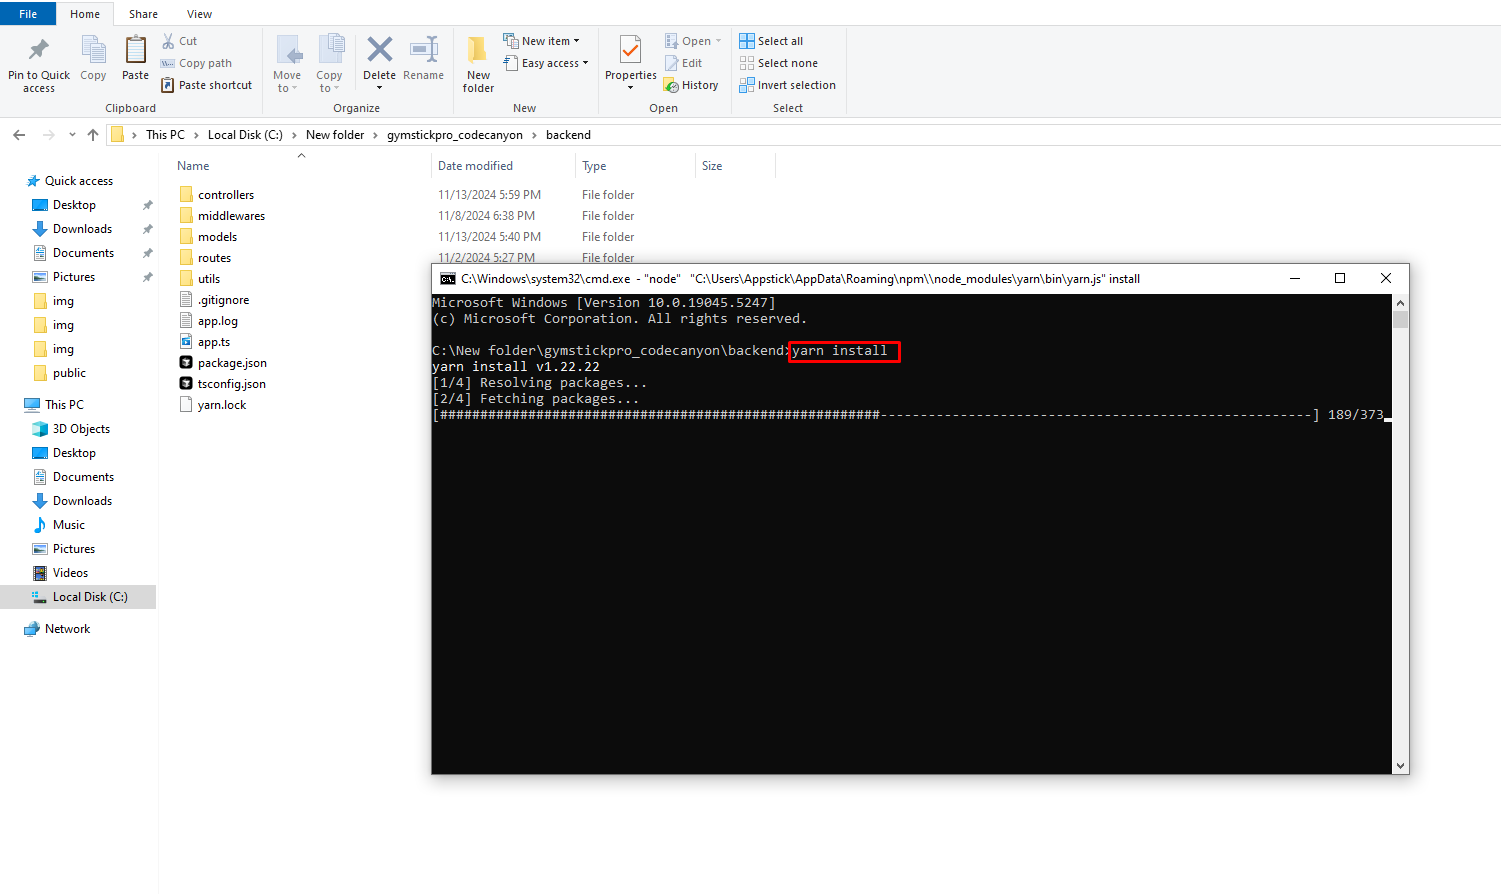 File Home Share View
Pin to Quick access
Copy
Paste
Cut
Copy path
Paste shortcut
Clipboard
Move to
Copy to
Delete
Rename
Organize
New folder
New item
Easy access
New
Properties
Open
Edit
History
Open
Select all
Select none
Invert selection
Select
This PC > Local Disk (C:) > New folder > gymstickpro_codecanyon > backend
Quick access
Desktop
Downloads
Documents
Pictures
img
img
img
public
This PC
3D Objects
Desktop
Documents
Downloads
Music
Pictures
Videos
Local Disk (C:)
Network
Name Date modified Type Size
controllers 11/13/2024 5:59 PM File folder
middlewares 11/8/2024 6:38 PM File folder
models 11/13/2024 5:40 PM File folder
routes 11/2/2024 5:27 PM File folder
utils
.gitignore
app.log
app.ts
package.json
tsconfig.json
yarn.lock
C:\Windows\system32\cmd.exe - "node" "C:\Users\Appstick\AppData\Roaming\npm\\node_modules\yarn\bin\yarn.js" install
Microsoft Windows [Version 10.0.19045.5247]
(c) Microsoft Corporation. All rights reserved.
C:\New folder\gymstickpro_codecanyon\backend>yarn install
yarn install v1.22.22
[1/4] Resolving packages...
[2/4] Fetching packages...
[#######################################################------------------------------------------------------] 189/373